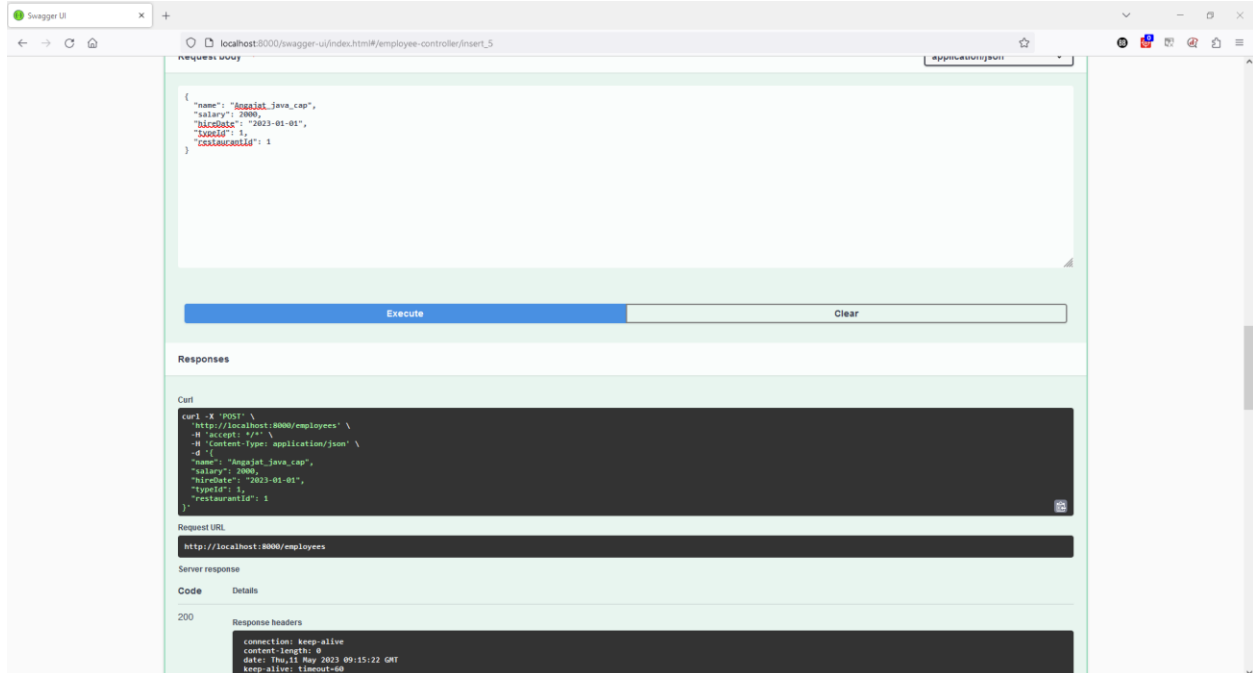 Swagger UI
localhost:8000/swagger-ui/index.html#/employee-controller/insert_5
Request body
application/json
{
"name": "Angajat_java_cap",
"salary": 2000,
"hireDate": "2023-01-01",
"typeId": 1,
"restaurantId": 1
}
Execute
Clear
Responses
Curl
curl -X 'POST' \
'http://localhost:8000/employees' \
-H 'accept: */*' \
-H 'Content-Type: application/json' \
-d '{
"name": "Angajat_java_cap",
"salary": 2000,
"hireDate": "2023-01-01",
"typeId": 1,
"restaurantId": 1
}'
Request URL
http://localhost:8000/employees
Server response
Code Details
200
Response headers
connection: keep-alive
content-length: 0
date: Thu,11 May 2023 09:15:22 GMT
keep-alive: timeout=60